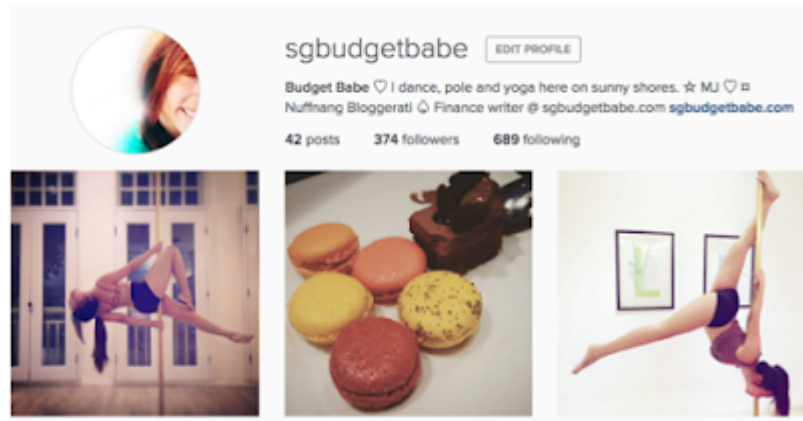 sgbudgetbabe EDIT PROFILE
Budget Babe ♡ I dance, pole and yoga here on sunny shores. ☆ MJ ♡ ¤
Nuffnang Bloggerati ♤ Finance writer @ sgbudgetbabe.com sgbudgetbabe.com
42 posts 374 followers 689 following